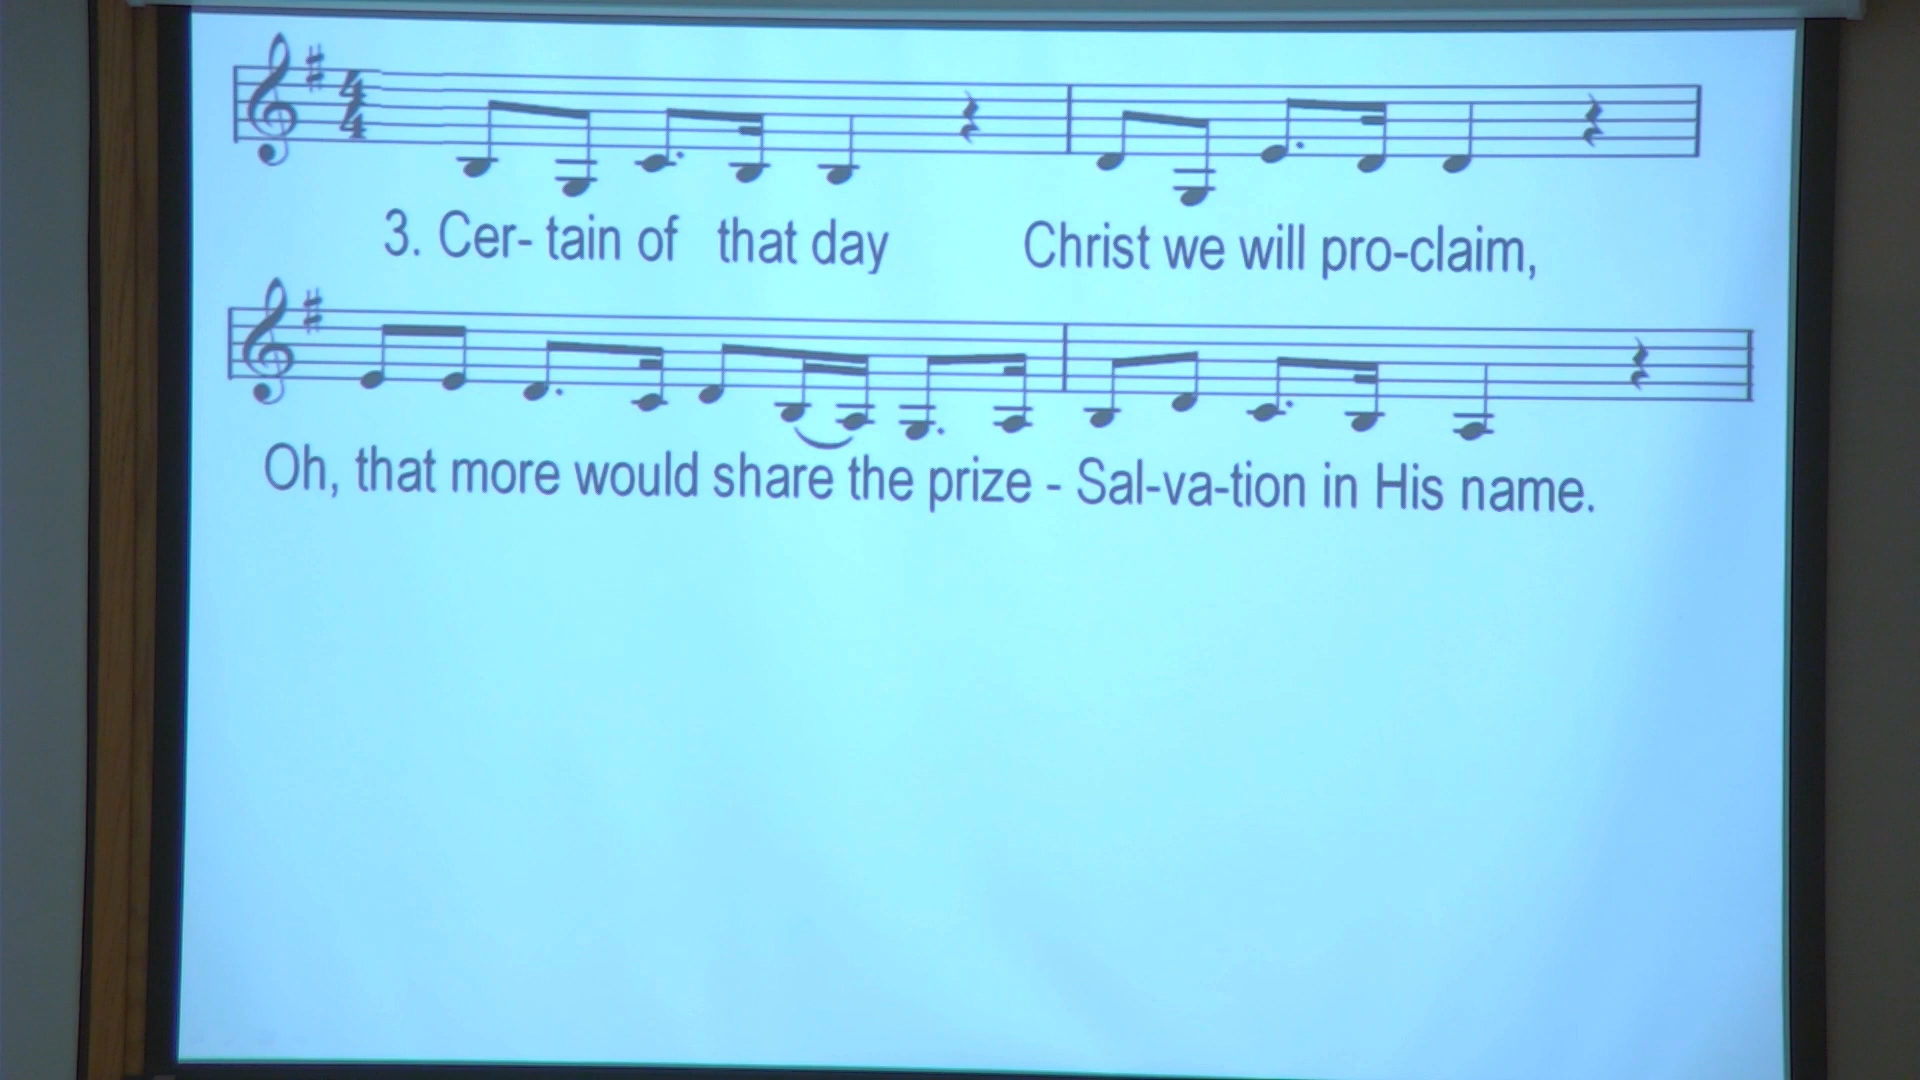 3. Cer- tain of that day Christ we will pro-claim,
Oh, that more would share the prize - Sal-va-tion in His name.